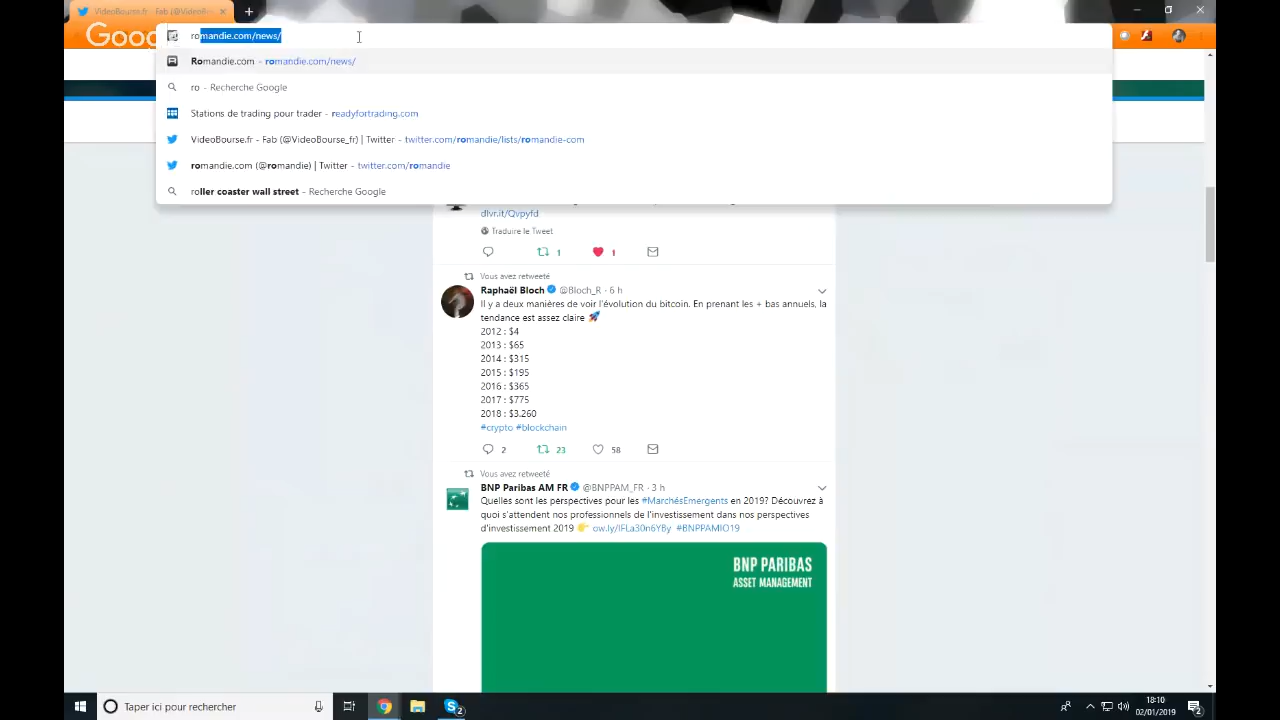 VideoBourse.fr - Fab (@VideoBou
Goo
romandie.com/news/
Romandie.com - romandie.com/news/
ro - Recherche Google
Stations de trading pour trader - readyfortrading.com
VideoBourse.fr - Fab (@VideoBourse_fr) | Twitter - twitter.com/romandie/lists/romandie-com
romandie.com (@romandie) | Twitter - twitter.com/romandie
roller coaster wall street - Recherche Google
dlvr.it/Qvpyfd
Traduire le Tweet
1 1
Vous avez retweeté
Raphaël Bloch @Bloch_R · 6 h
Il y a deux manières de voir l'évolution du bitcoin. En prenant les + bas annuels, la
tendance est assez claire 🚀
2012 : $4
2013 : $65
2014 : $315
2015 : $195
2016 : $365
2017 : $775
2018 : $3.260
#crypto #blockchain
2 23 58
Vous avez retweeté
BNP Paribas AM FR @BNPPAM_FR · 3 h
Quelles sont les perspectives pour les #MarchésEmergents en 2019? Découvrez à
quoi s'attendent nos professionnels de l'investissement dans nos perspectives
d'investissement 2019 👉 ow.ly/IFLa30n6YBy #BNPPAMIO19
BNP PARIBAS
ASSET MANAGEMENT
Taper ici pour rechercher
2
18:10
02/01/2019
2